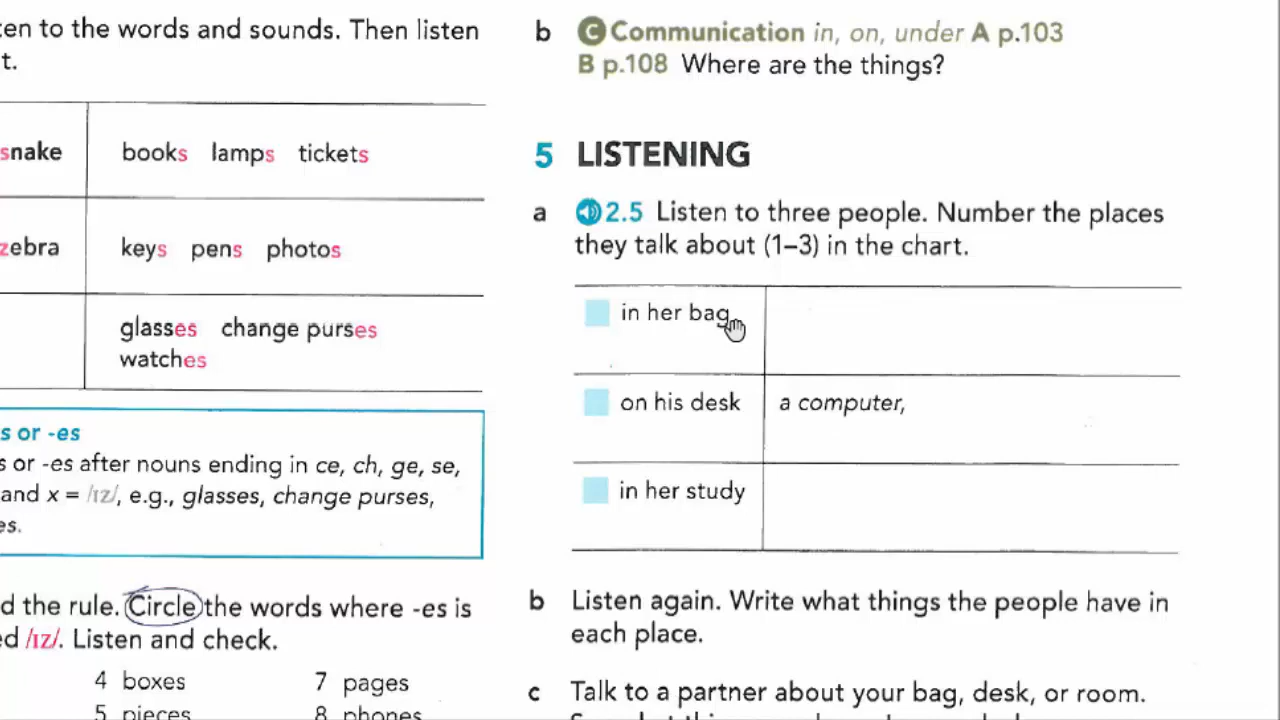 ten to the words and sounds. Then listen
t.
snake
books lamps tickets
zebra
keys pens photos
glasses change purses
watches
s or -es
s or -es after nouns ending in ce, ch, ge, se,
and x = /ɪz/, e.g., glasses, change purses,
es.
d the rule. Circle the words where -es is
ed /ɪz/. Listen and check.
4 boxes 7 pages
5 pieces 8 phones
b C Communication in, on, under A p.103
B p.108 Where are the things?
5 LISTENING
a 2.5 Listen to three people. Number the places
they talk about (1–3) in the chart.
in her bag
on his desk a computer,
in her study
b Listen again. Write what things the people have in
each place.
c Talk to a partner about your bag, desk, or room.